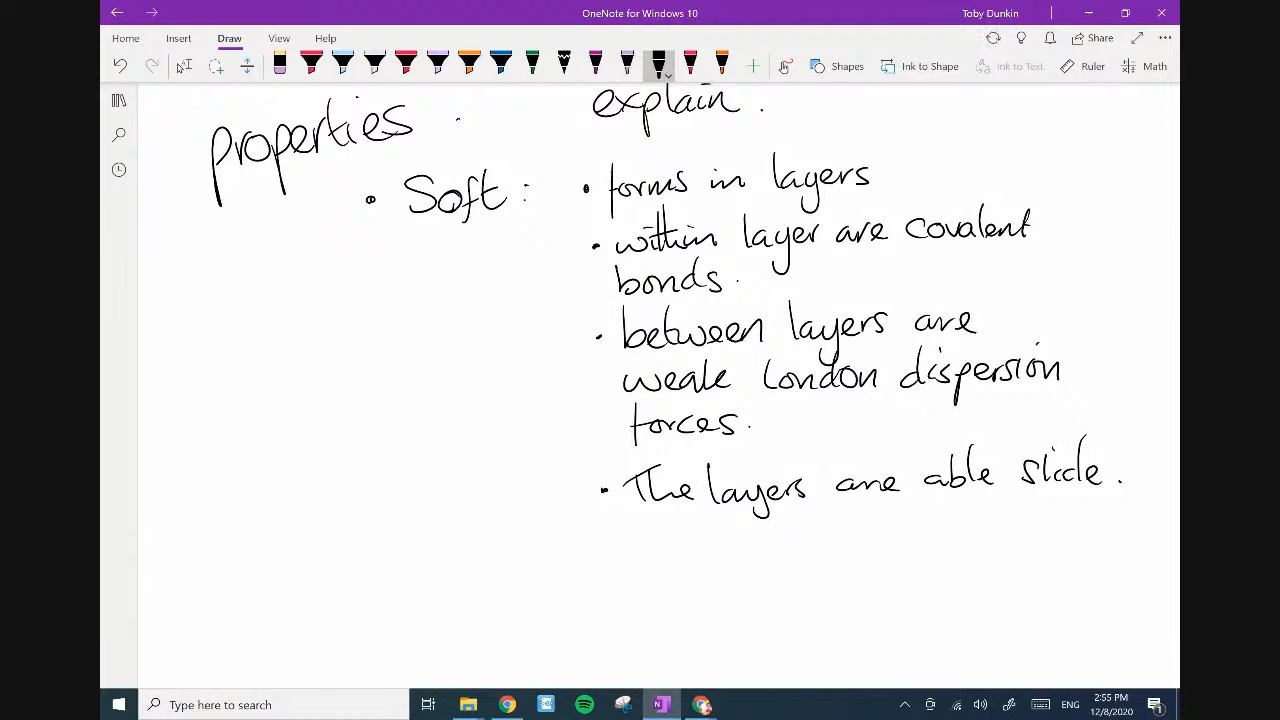 OneNote for Windows 10
Toby Dunkin
Home Insert Draw View Help
Share
Shapes Ink to Shape Ink to Text Ruler Math
explain.
properties.
• Soft:
• forms in layers
• within layer are covalent
bonds.
• between layers are
weak London dispersion
forces.
• The layers are able slide.
Type here to search
ENG
2:55 PM
12/8/2020
1